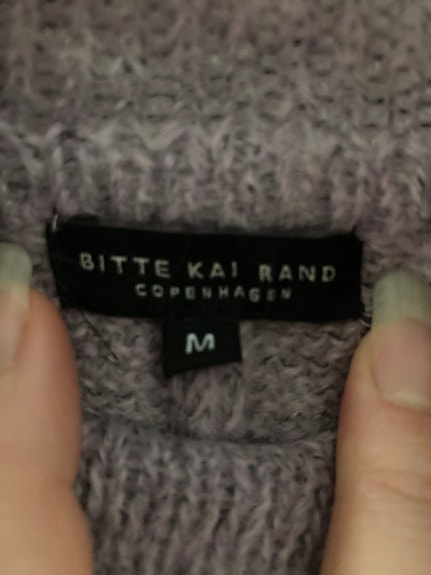 BITTE KAI RAND
COPENHAGEN
M